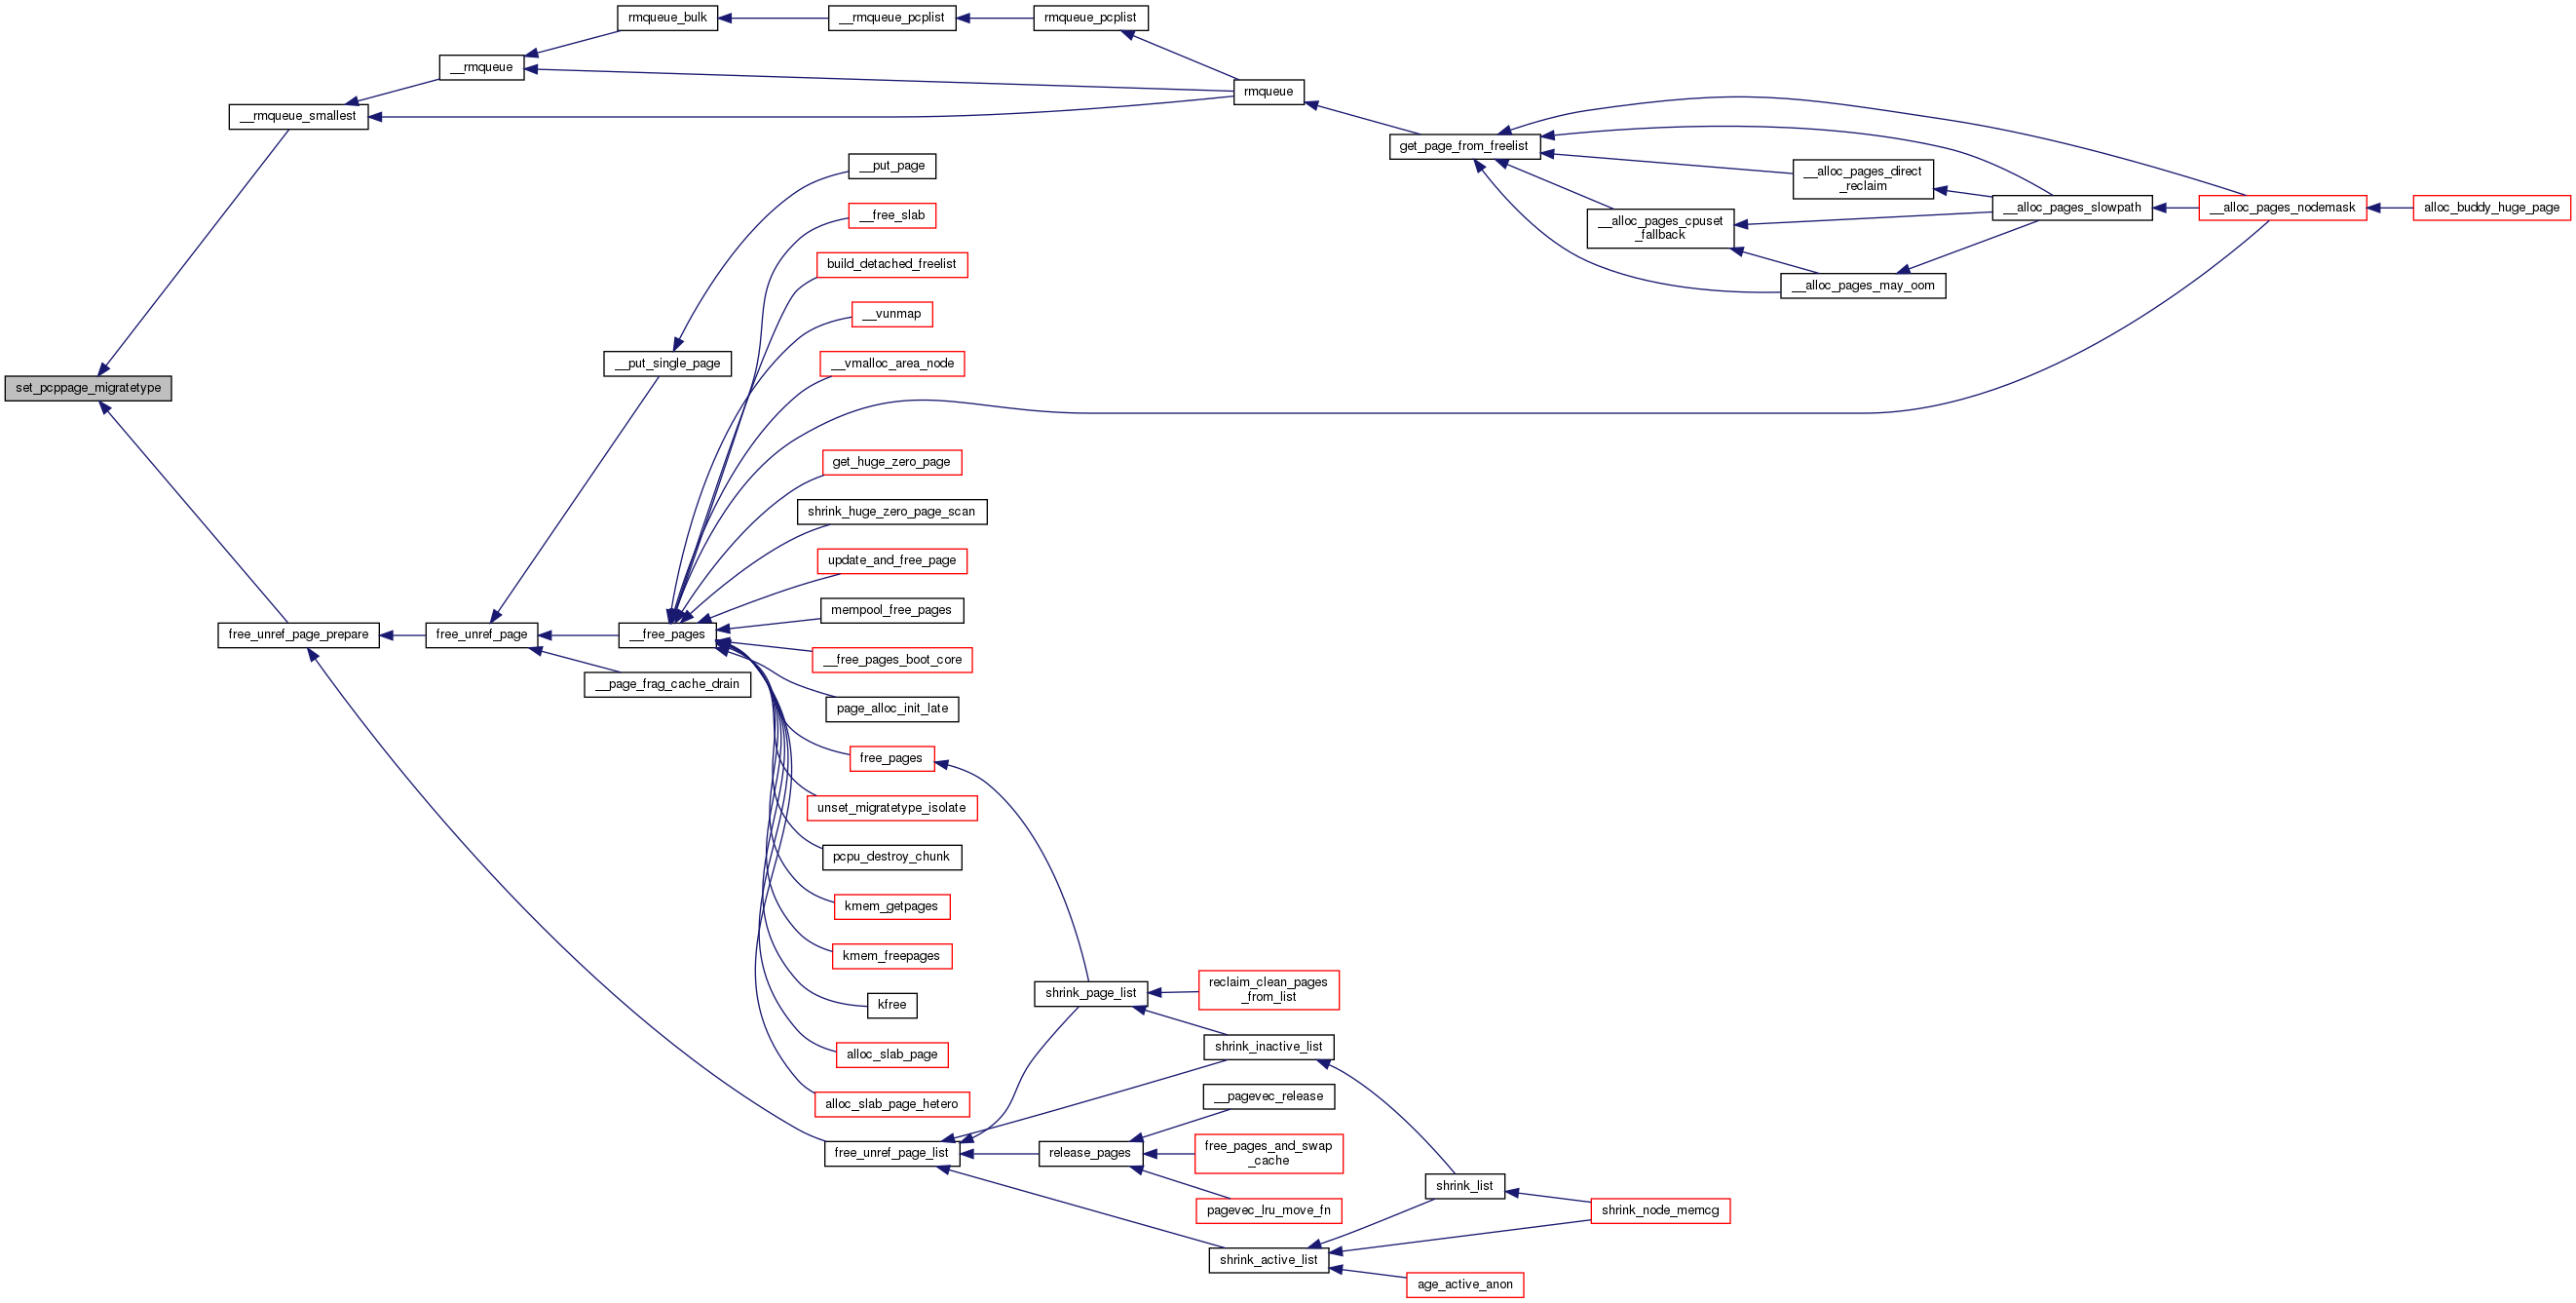 rmqueue_bulk
__rmqueue_pcplist
rmqueue_pcplist
__rmqueue
rmqueue
__rmqueue_smallest
get_page_from_freelist
__put_page
__alloc_pages_direct
_reclaim
__free_slab
__alloc_pages_cpuset
_fallback
__alloc_pages_slowpath
__alloc_pages_nodemask
alloc_buddy_huge_page
build_detached_freelist
__alloc_pages_may_oom
__vunmap
__put_single_page
__vmalloc_area_node
set_pcppage_migratetype
get_huge_zero_page
shrink_huge_zero_page_scan
update_and_free_page
mempool_free_pages
free_unref_page_prepare
free_unref_page
__free_pages
__free_pages_boot_core
__page_frag_cache_drain
page_alloc_init_late
free_pages
unset_migratetype_isolate
pcpu_destroy_chunk
kmem_getpages
kmem_freepages
shrink_page_list
reclaim_clean_pages
_from_list
kfree
shrink_inactive_list
alloc_slab_page
alloc_slab_page_hetero
__pagevec_release
free_unref_page_list
release_pages
free_pages_and_swap
_cache
shrink_list
pagevec_lru_move_fn
shrink_node_memcg
shrink_active_list
age_active_anon